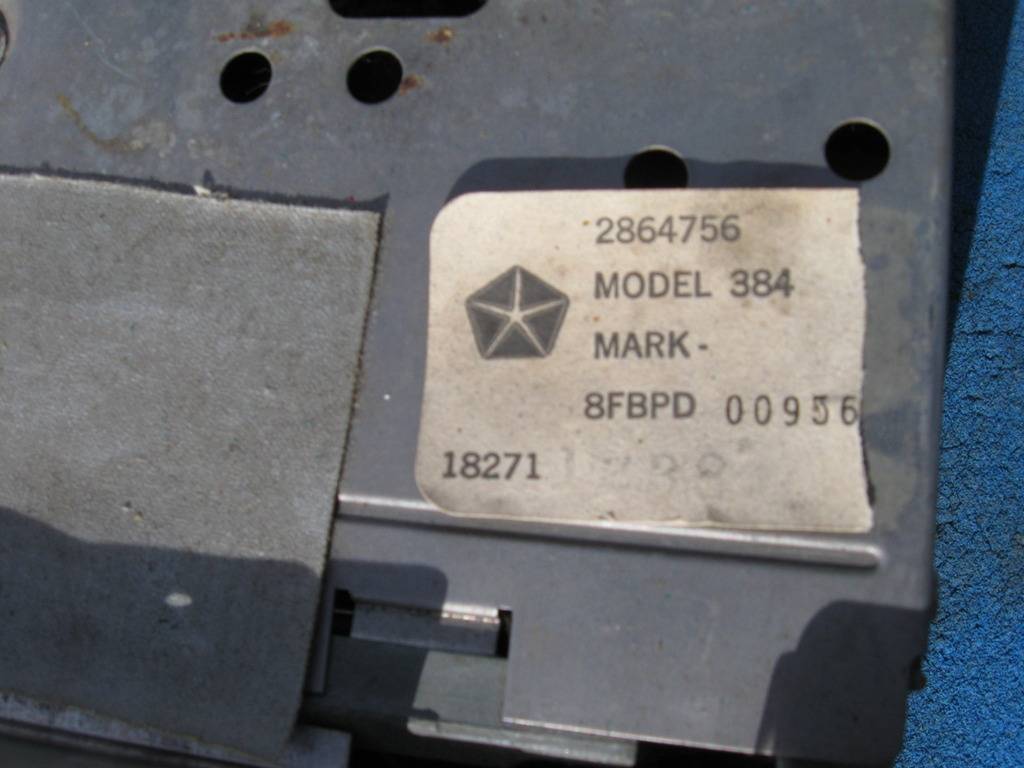 2864756
MODEL 384
MARK -
8FBPD 00956
18271